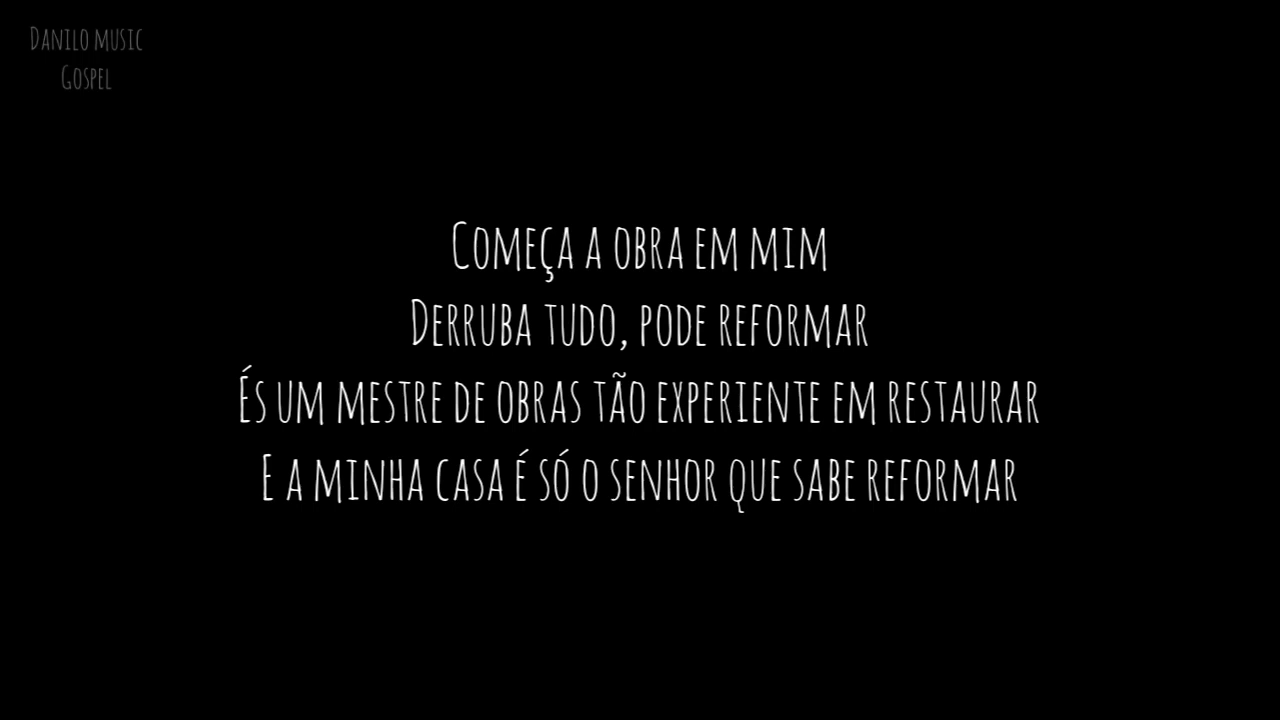 Danilo music
Gospel
Começa a obra em mim
Derruba tudo, pode reformar
És um mestre de obras tão experiente em restaurar
E a minha casa é só o senhor que sabe reformar